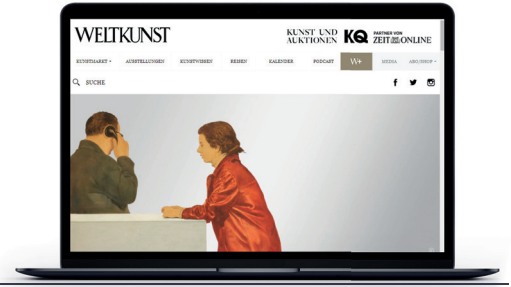 WELTKUNST
KUNST UND
AUKTIONEN
KQ
PARTNER VON
ZEIT ONLINE
KUNSTMARKT
AUSSTELLUNGEN
KUNSTWISSEN
REISEN
KALENDER
PODCAST
W+
MEDIA
ABO/SHOP
SUCHE